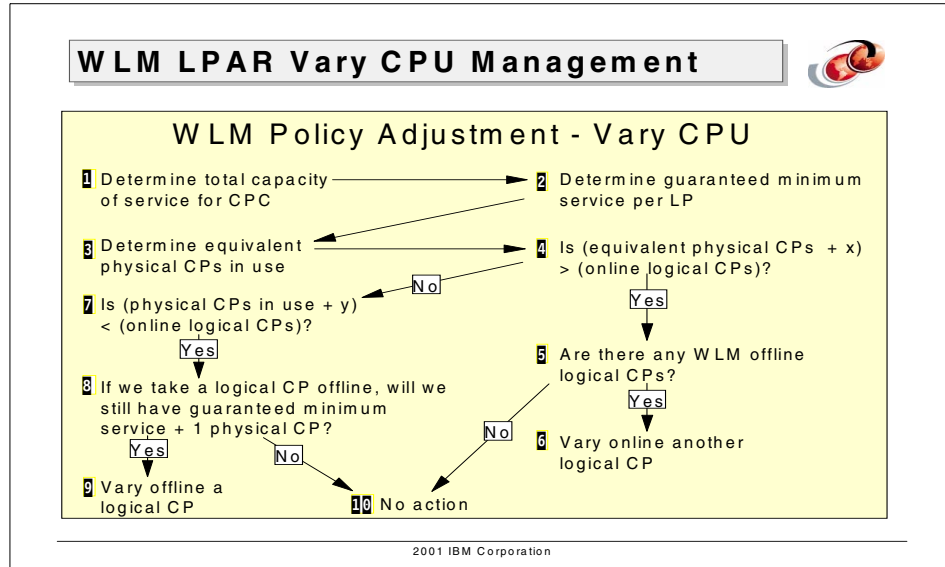 WLM LPAR Vary CPU Management
WLM Policy Adjustment - Vary CPU
1 Determine total capacity
of service for CPC
2 Determine guaranteed minimum
service per LP
3 Determine equivalent
physical CPs in use
4 Is (equivalent physical CPs + x)
> (online logical CPs)?
No
Yes
7 Is (physical CPs in use + y)
< (online logical CPs)?
Yes
5 Are there any WLM offline
logical CPs?
Yes
No
8 If we take a logical CP offline, will we
still have guaranteed minimum
service + 1 physical CP?
Yes
No
6 Vary online another
logical CP
9 Vary offline a
logical CP
10 No action
2001 IBM Corporation